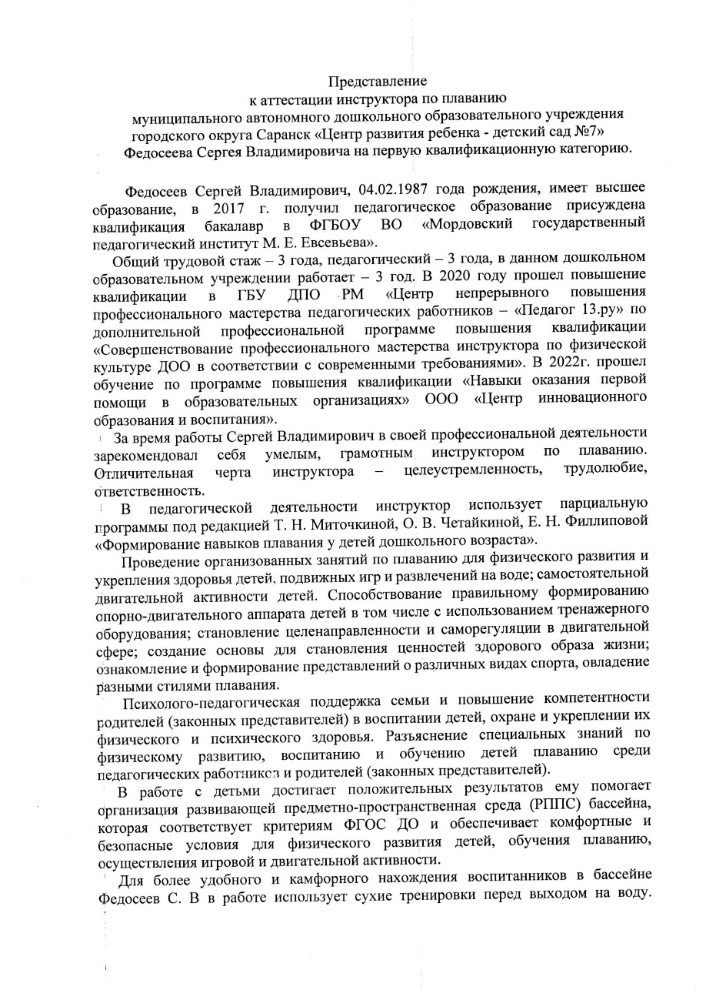 Представление
к аттестации инструктора по плаванию
муниципального автономного дошкольного образовательного учреждения
городского округа Саранск «Центр развития ребенка - детский сад №7»
Федосеева Сергея Владимировича на первую квалификационную категорию.
Федосеев Сергей Владимирович, 04.02.1987 года рождения, имеет высшее
образование, в 2017 г. получил педагогическое образование присуждена
квалификация бакалавр в ФГБОУ ВО «Мордовский государственный
педагогический институт М. Е. Евсевьева».
Общий трудовой стаж – 3 года, педагогический – 3 года, в данном дошкольном
образовательном учреждении работает – 3 год. В 2020 году прошел повышение
квалификации в ГБУ ДПО РМ «Центр непрерывного повышения
профессионального мастерства педагогических работников – «Педагог 13.ру» по
дополнительной профессиональной программе повышения квалификации
«Совершенствование профессионального мастерства инструктора по физической
культуре ДОО в соответствии с современными требованиями». В 2022г. прошел
обучение по программе повышения квалификации «Навыки оказания первой
помощи в образовательных организациях» ООО «Центр инновационного
образования и воспитания».
За время работы Сергей Владимирович в своей профессиональной деятельности
зарекомендовал себя умелым, грамотным инструктором по плаванию.
Отличительная черта инструктора – целеустремленность, трудолюбие,
ответственность.
В педагогической деятельности инструктор использует парциальную
программы под редакцией Т. Н. Миточкиной, О. В. Четайкиной, Е. Н. Филлиповой
«Формирование навыков плавания у детей дошкольного возраста».
Проведение организованных занятий по плаванию для физического развития и
укрепления здоровья детей, подвижных игр и развлечений на воде; самостоятельной
двигательной активности детей. Способствование правильному формированию
опорно-двигательного аппарата детей в том числе с использованием тренажерного
оборудования; становление целенаправленности и саморегуляции в двигательной
сфере; создание основы для становления ценностей здорового образа жизни;
ознакомление и формирование представлений о различных видах спорта, овладение
разными стилями плавания.
Психолого-педагогическая поддержка семьи и повышение компетентности
родителей (законных представителей) в воспитании детей, охране и укреплении их
физического и психического здоровья. Разъяснение специальных знаний по
физическому развитию, воспитанию и обучению детей плаванию среди
педагогических работников и родителей (законных представителей).
В работе с детьми достигает положительных результатов ему помогает
организация развивающей предметно-пространственная среда (РППС) бассейна,
которая соответствует критериям ФГОС ДО и обеспечивает комфортные и
безопасные условия для физического развития детей, обучения плаванию,
осуществления игровой и двигательной активности.
Для более удобного и камфорного нахождения воспитанников в бассейне
Федосеев С. В в работе использует сухие тренировки перед выходом на воду.